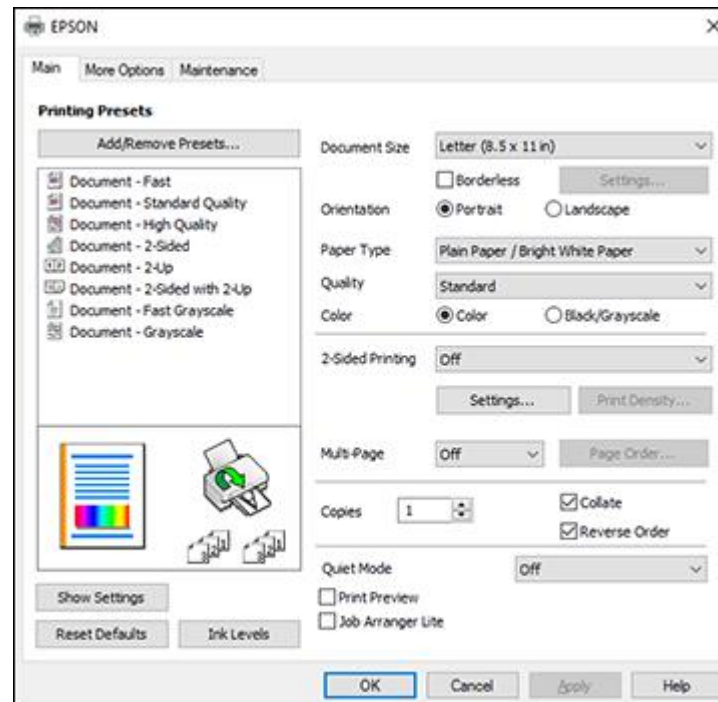 EPSON
Main More Options Maintenance
Printing Presets
Add/Remove Presets...
Document - Fast
Document - Standard Quality
Document - High Quality
Document - 2-Sided
Document - 2-Up
Document - 2-Sided with 2-Up
Document - Fast Grayscale
Document - Grayscale
Show Settings
Reset Defaults Ink Levels
Document Size Letter (8.5 x 11 in)
Borderless Settings...
Orientation Portrait Landscape
Paper Type Plain Paper / Bright White Paper
Quality Standard
Color Color Black/Grayscale
2-Sided Printing Off
Settings... Print Density...
Multi-Page Off Page Order...
Copies 1 Collate
Reverse Order
Quiet Mode Off
Print Preview
Job Arranger Lite
OK Cancel Apply Help